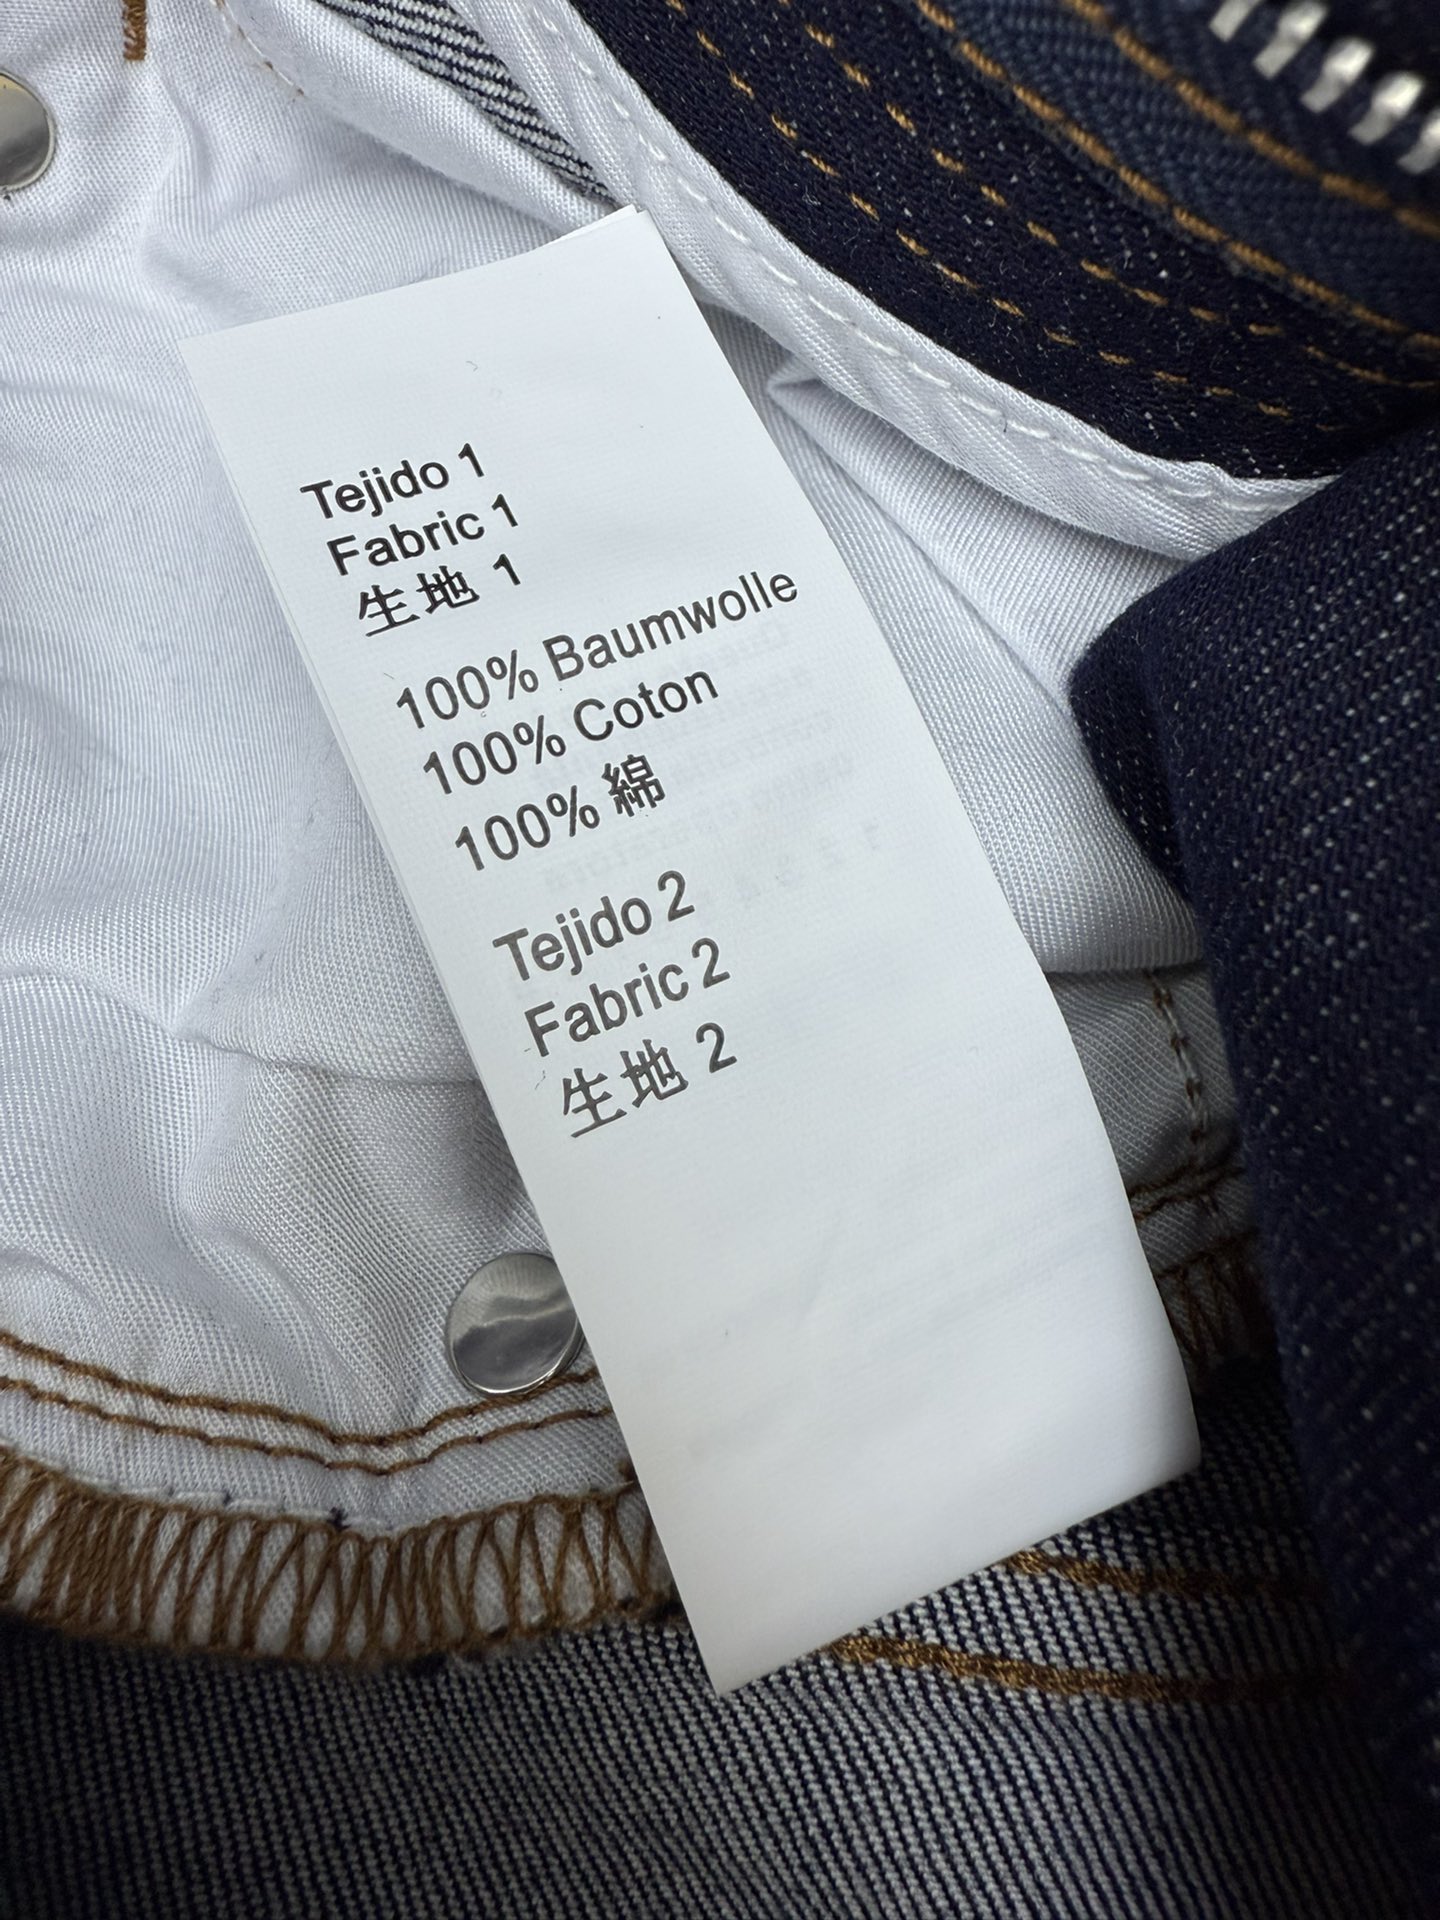 Tejido 1
Fabric 1
生地 1
100% Baumwolle
100% Coton
100% 綿
Tejido 2
Fabric 2
生地 2